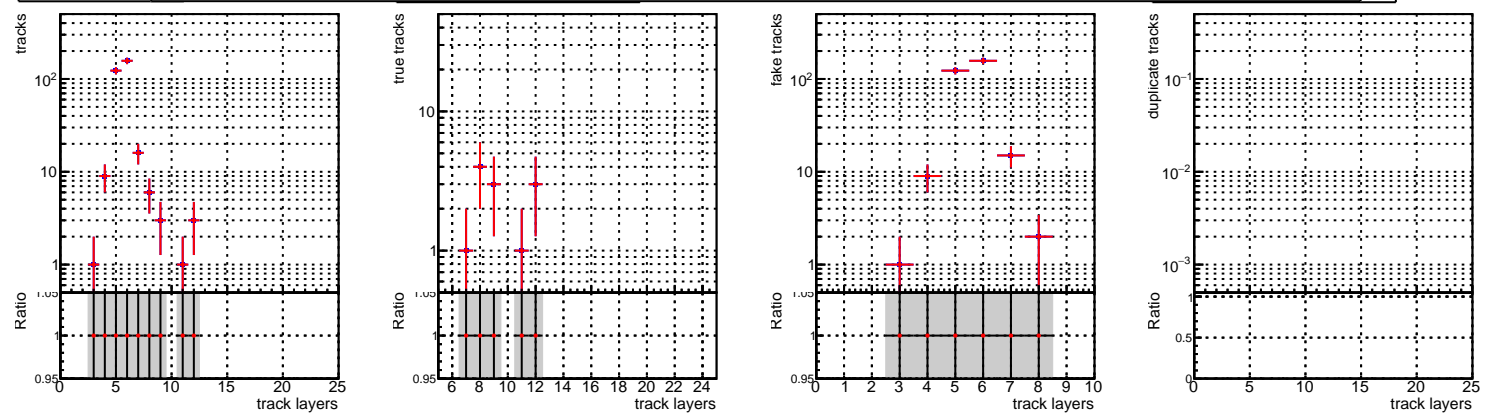 tracks
10²
10
1
Ratio
1.05
1
0.95
0 5 10 15 20 25
track layers
true tracks
10
1
Ratio
1.05
1
0.95
6 8 10 12 14 16 18 20 22 24
track layers
fake tracks
10²
10
1
Ratio
1.05
1
0.95
0 1 2 3 4 5 6 7 8 9 10
track layers
duplicate tracks
10⁻¹
10⁻²
10⁻³
Ratio
1
0.5
0
0 5 10 15 20 25
track layers